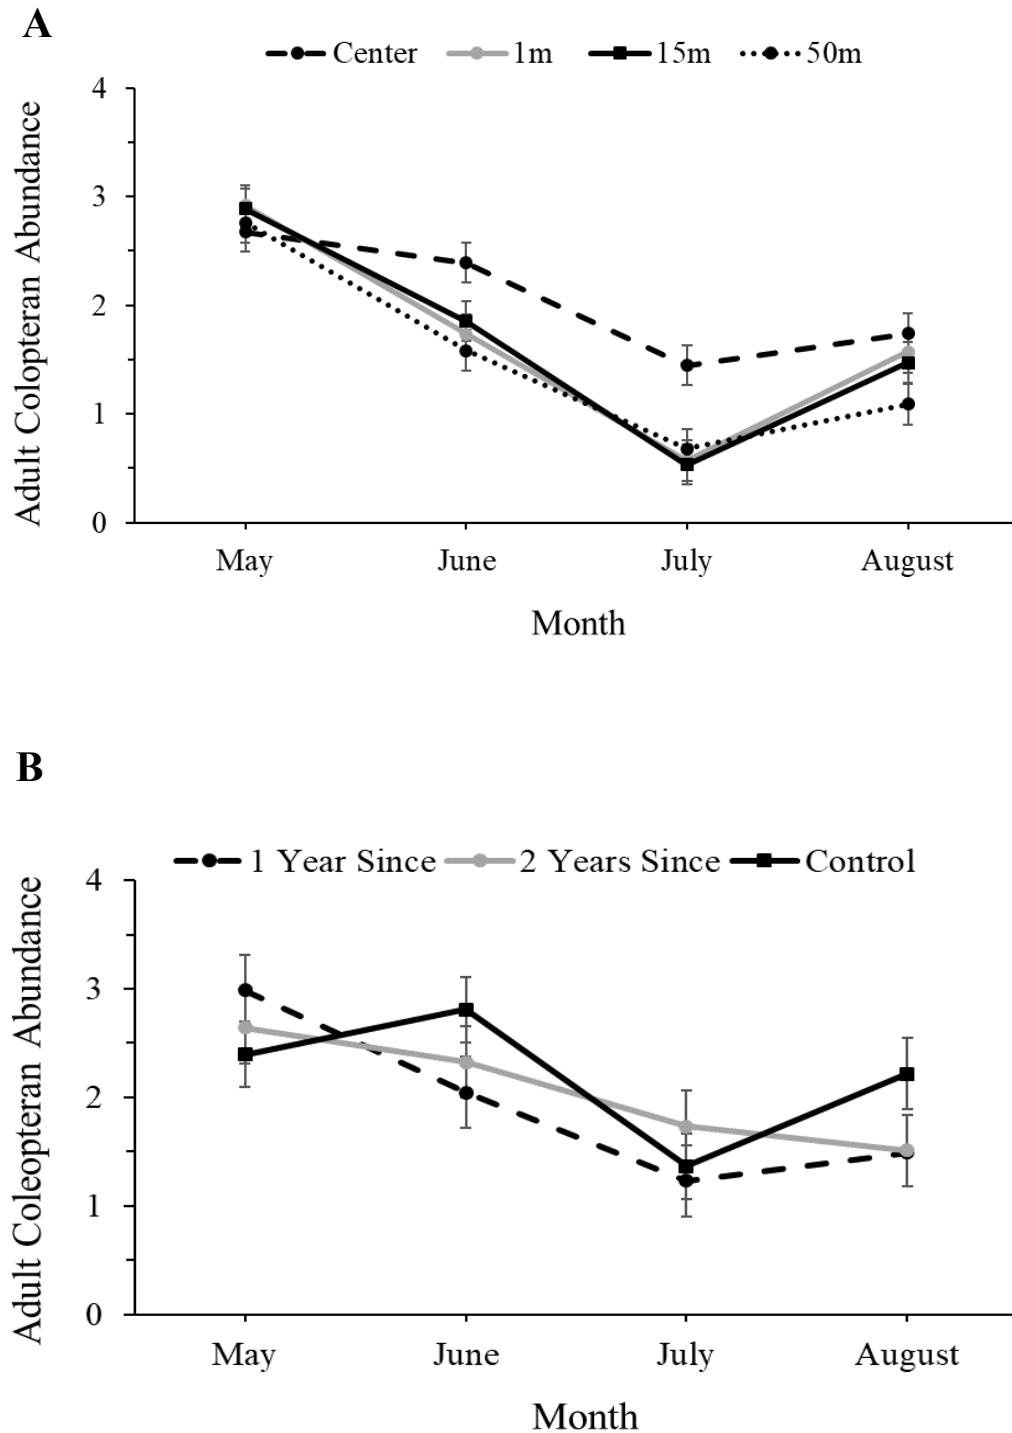 A
Center 1m 15m 50m
Adult Colopteran Abundance
4
3
2
1
0
May June July August
Month
B
1 Year Since 2 Years Since Control
Adult Coleopteran Abundance
4
3
2
1
0
May June July August
Month